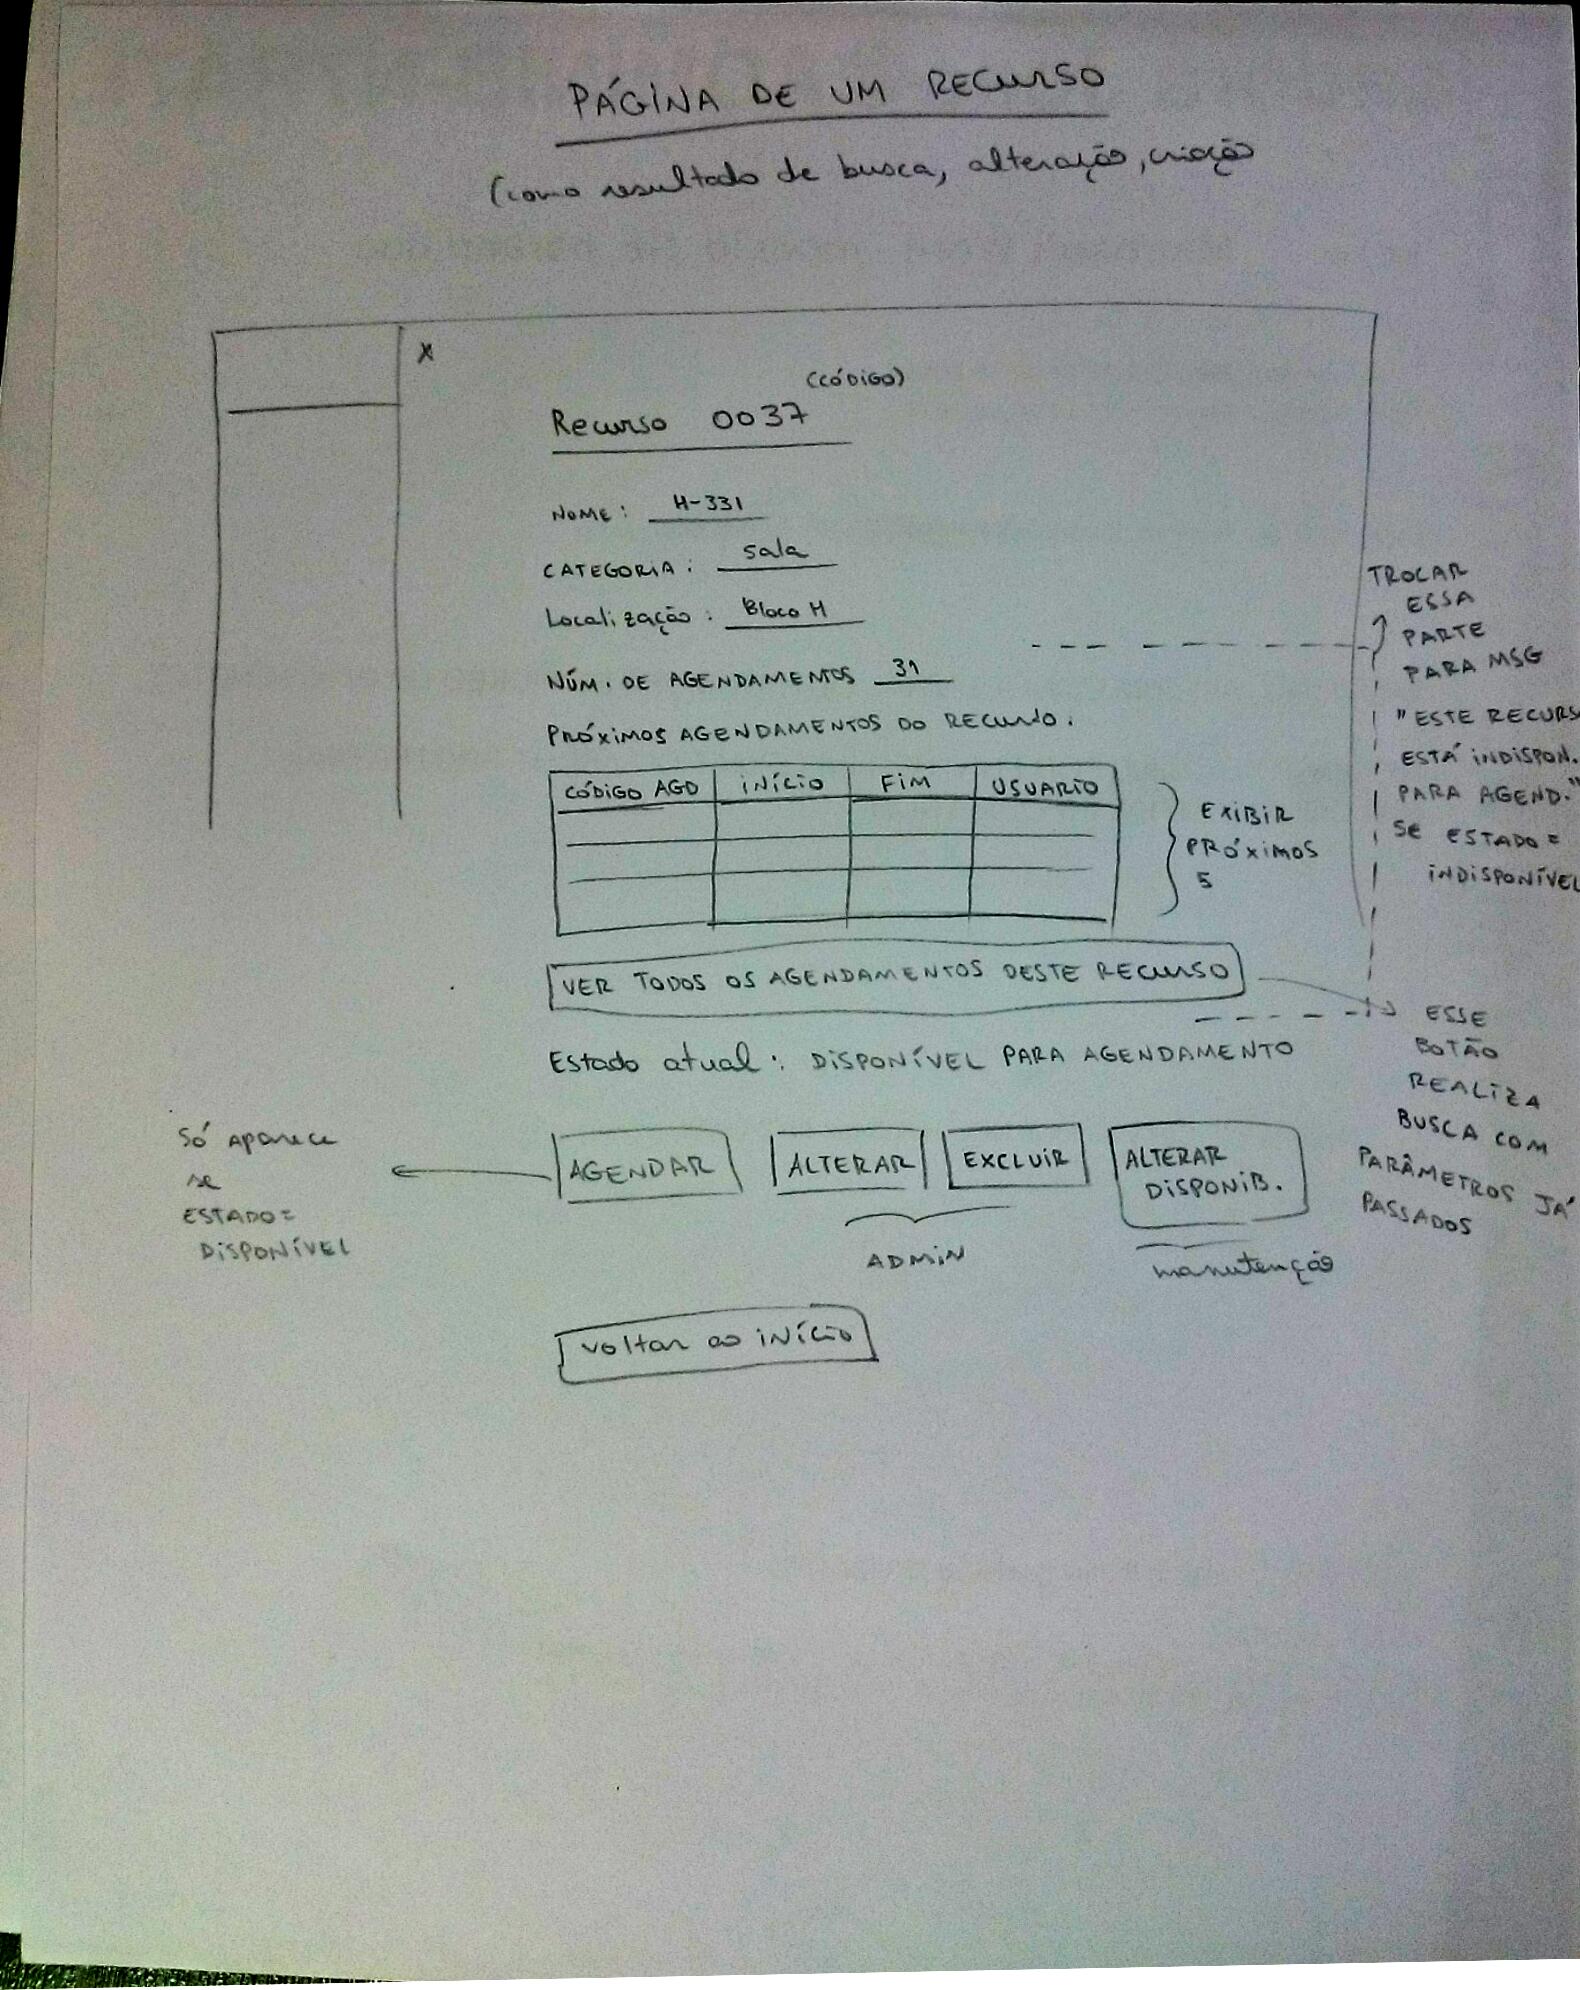 PÁGINA DE UM RECURSO
(como resultado de busca, alteração, criação
X
(CÓDIGO)
Recurso 0037
NOME: H-331
CATEGORIA: Sala
Localização: Bloco H
NÚM. DE AGENDAMENTOS 31
PRÓXIMOS AGENDAMENTOS DO RECURSO:
CÓDIGO AGD INÍCIO FIM USUARIO
EXIBIR
PRÓXIMOS
5
TROCAR
ESSA
PARTE
PARA MSG
"ESTE RECURS
ESTÁ INDISPON.
PARA AGEND."
SE ESTADO =
INDISPONÍVEL
VER TODOS OS AGENDAMENTOS DESTE RECURSO
ESSE
BOTÃO
REALIZA
BUSCA COM
PARÂMETROS JÁ
PASSADOS
Estado atual: DISPONÍVEL PARA AGENDAMENTO
Só aparece
se
ESTADO =
DISPONÍVEL
AGENDAR ALTERAR EXCLUIR ALTERAR
DISPONIB.
ADMIN manutenção
Voltar ao início